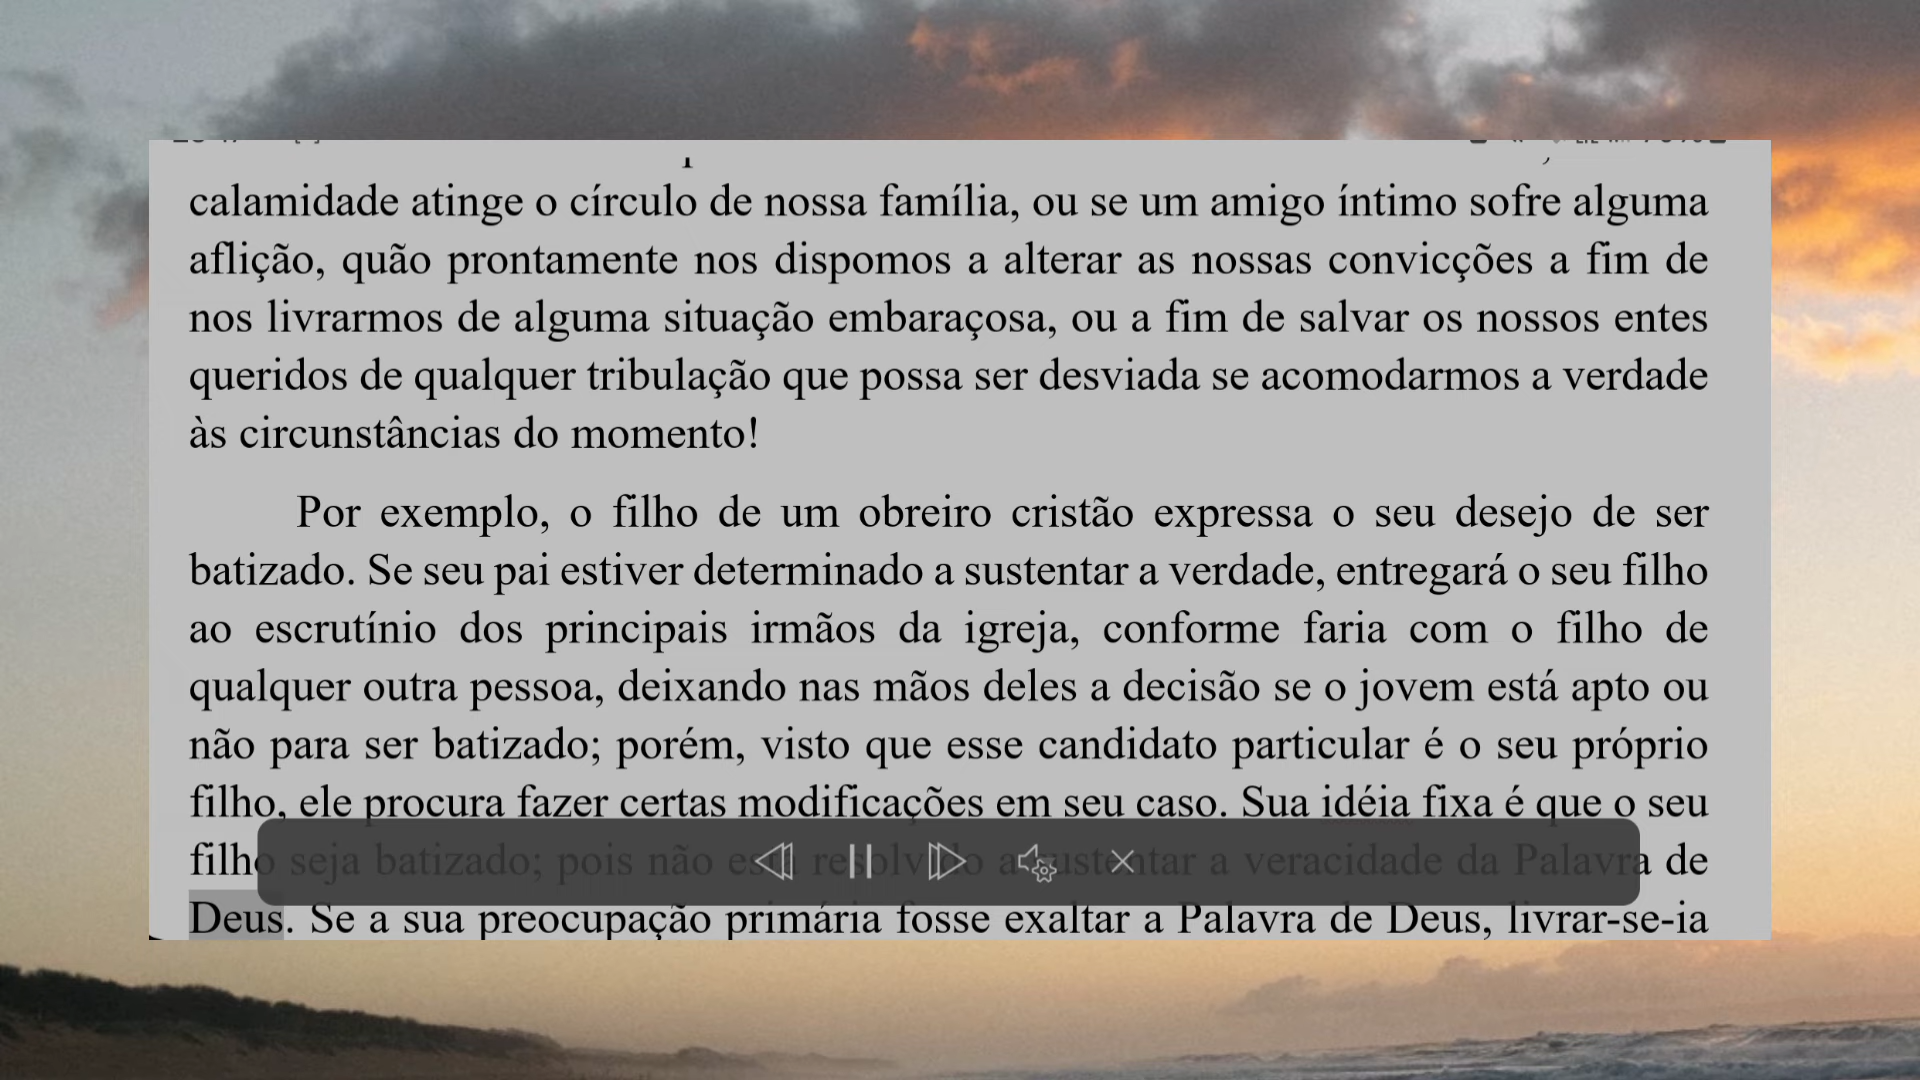 calamidade atinge o círculo de nossa família, ou se um amigo íntimo sofre alguma
aflição, quão prontamente nos dispomos a alterar as nossas convicções a fim de
nos livrarmos de alguma situação embaraçosa, ou a fim de salvar os nossos entes
queridos de qualquer tribulação que possa ser desviada se acomodarmos a verdade
às circunstâncias do momento!
Por exemplo, o filho de um obreiro cristão expressa o seu desejo de ser
batizado. Se seu pai estiver determinado a sustentar a verdade, entregará o seu filho
ao escrutínio dos principais irmãos da igreja, conforme faria com o filho de
qualquer outra pessoa, deixando nas mãos deles a decisão se o jovem está apto ou
não para ser batizado; porém, visto que esse candidato particular é o seu próprio
filho, ele procura fazer certas modificações em seu caso. Sua idéia fixa é que o seu
filho seja batizado; pois não está resolvido a sustentar a veracidade da Palavra de
Deus. Se a sua preocupação primária fosse exaltar a Palavra de Deus, livrar-se-ia